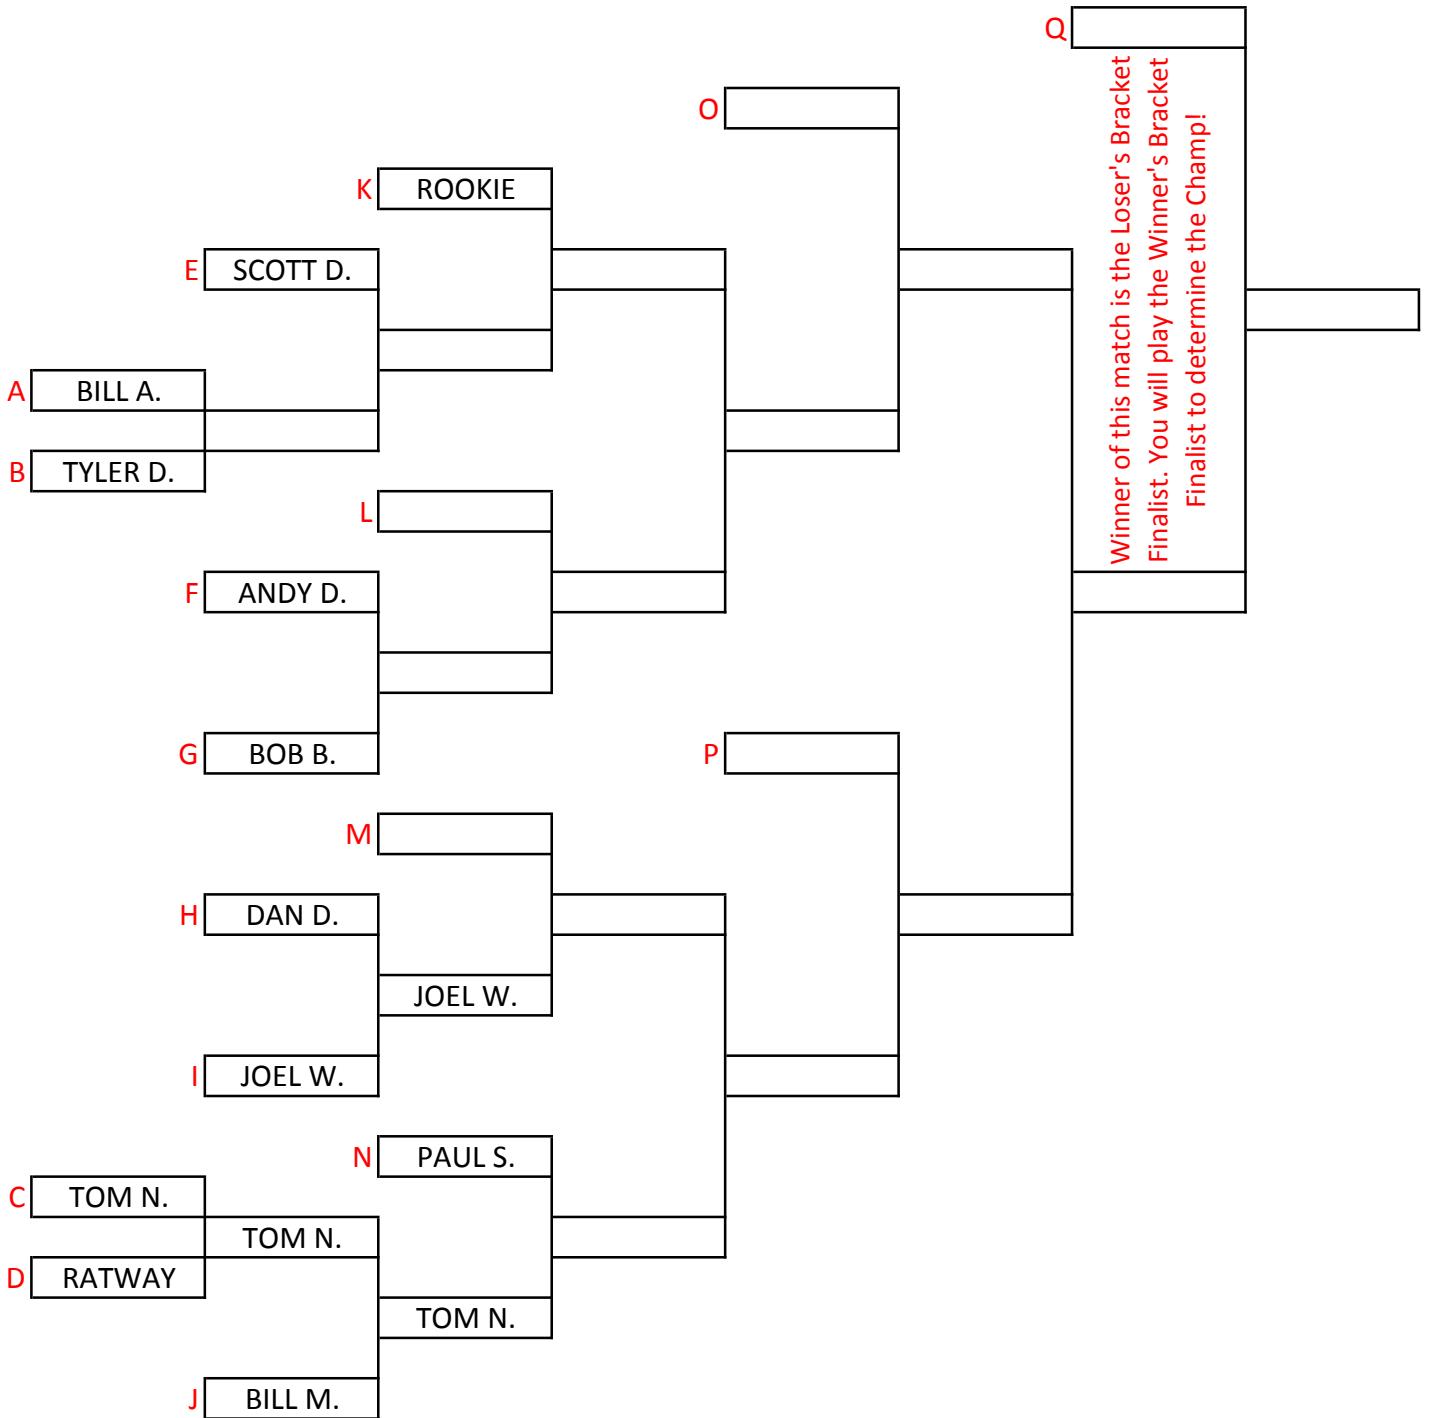 Q
O
K ROOKIE
E SCOTT D.
A BILL A.
B TYLER D.
L
F ANDY D.
G BOB B.
P
M
H DAN D.
JOEL W.
I JOEL W.
N PAUL S.
C TOM N.
TOM N.
D RATWAY
TOM N.
J BILL M.
Winner of this match is the Loser's Bracket
Finalist. You will play the Winner's Bracket
Finalist to determine the Champ!